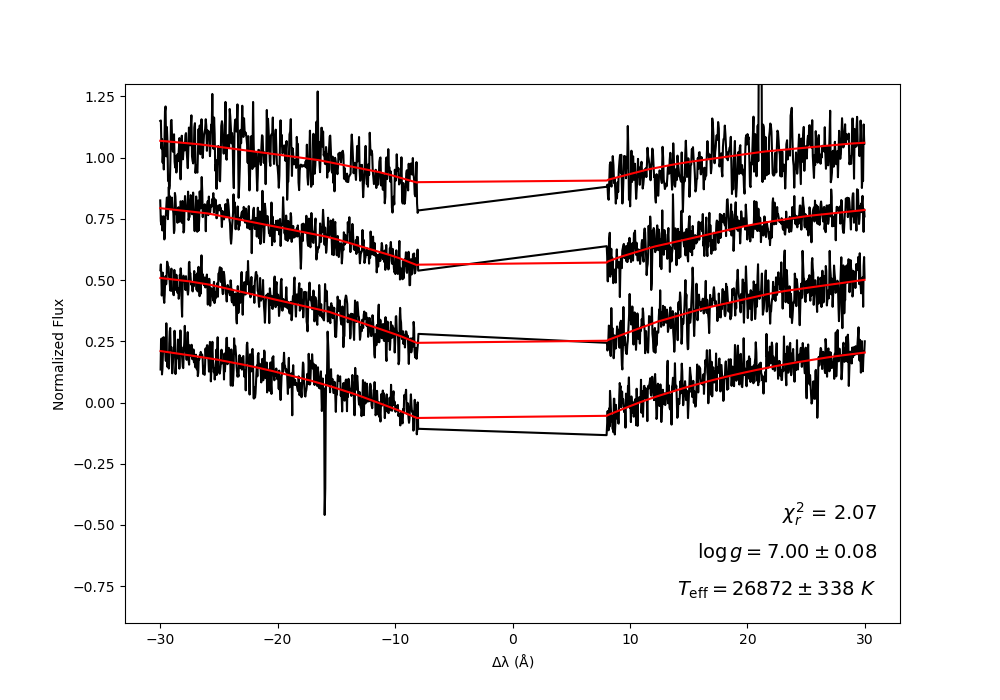 1.25
1.00
0.75
0.50
0.25
0.00
−0.25
−0.50
−0.75
Normalized Flux
χ²ᵣ = 2.07
log g = 7.00 ± 0.08
T_eff = 26872 ± 338 K
−30 −20 −10 0 10 20 30
Δλ (Å)